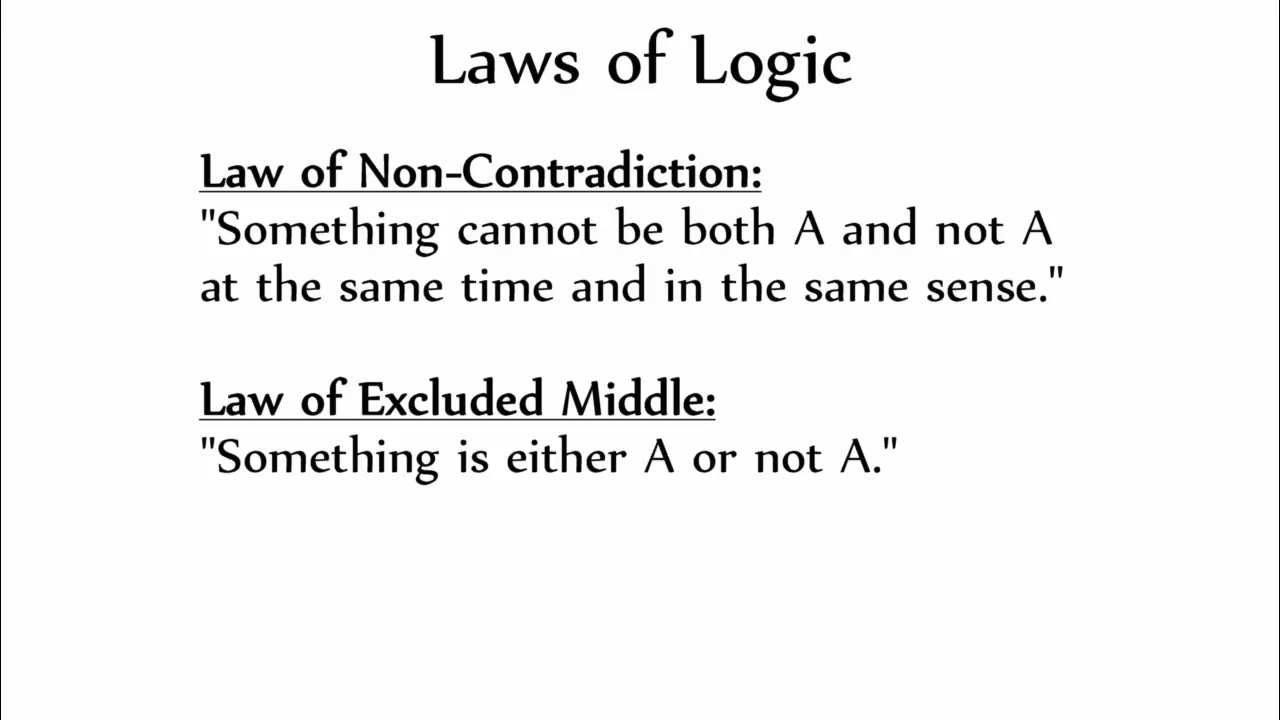 Laws of Logic
Law of Non-Contradiction:
"Something cannot be both A and not A
at the same time and in the same sense."
Law of Excluded Middle:
"Something is either A or not A."